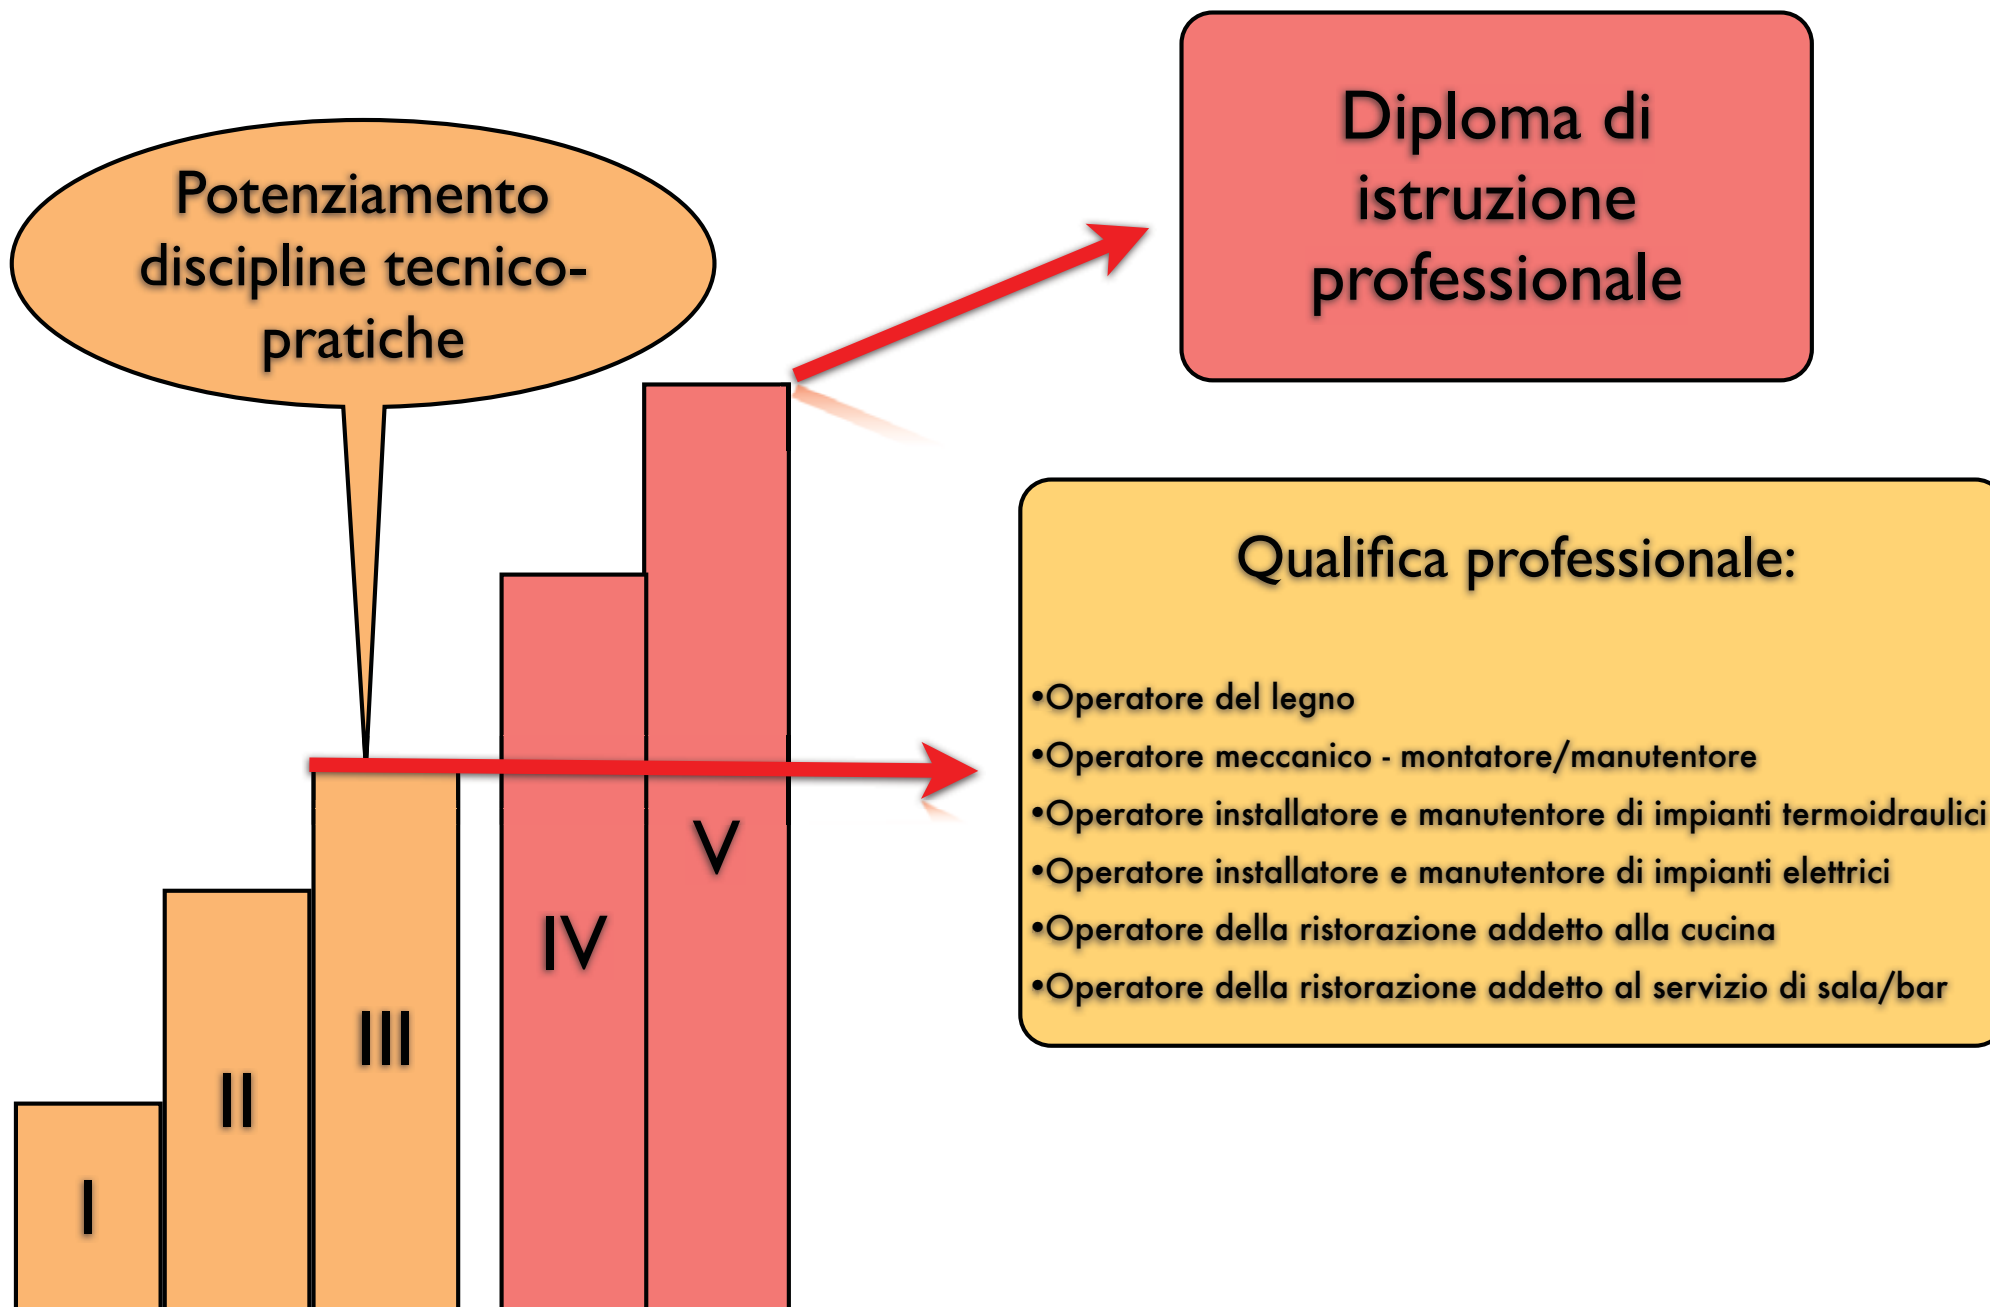 Potenziamento
discipline tecnico-
pratiche
Diploma di
istruzione
professionale
Qualifica professionale:
•Operatore del legno
•Operatore meccanico - montatore/manutentore
•Operatore installatore e manutentore di impianti termoidraulici
•Operatore installatore e manutentore di impianti elettrici
•Operatore della ristorazione addetto alla cucina
•Operatore della ristorazione addetto al servizio di sala/bar
I
II
III
IV
V